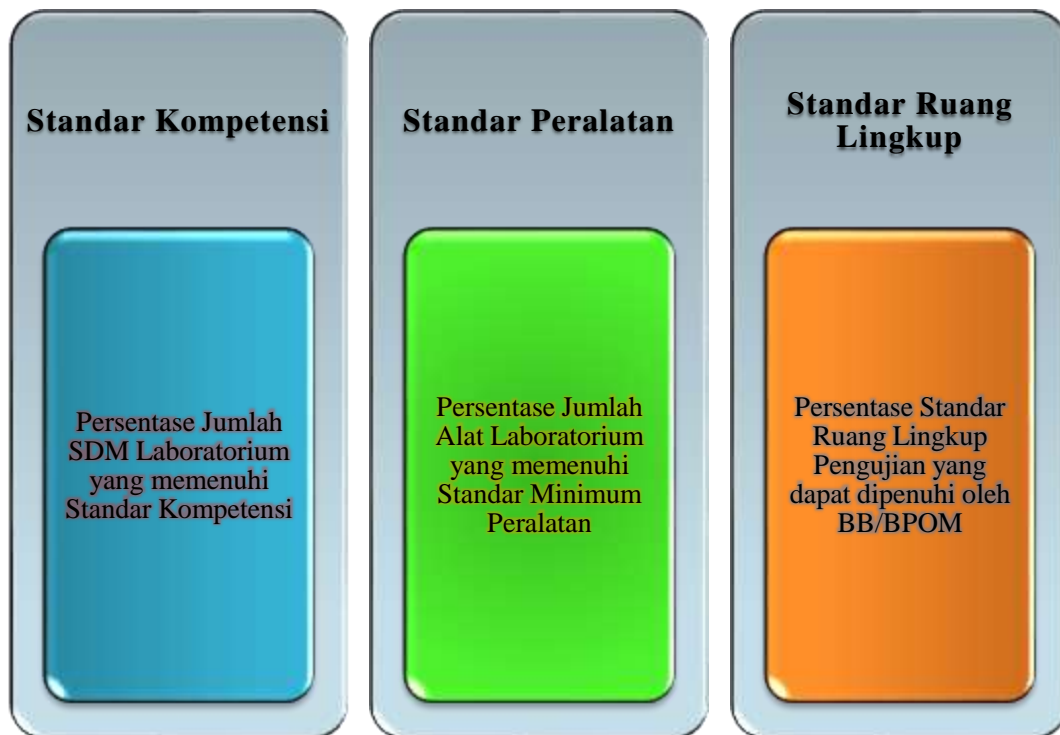 Standar Kompetensi
Persentase Jumlah
SDM Laboratorium
yang memenuhi
Standar Kompetensi
Standar Peralatan
Persentase Jumlah
Alat Laboratorium
yang memenuhi
Standar Minimum
Peralatan
Standar Ruang
Lingkup
Persentase Standar
Ruang Lingkup
Pengujian yang
dapat dipenuhi oleh
BB/BPOM